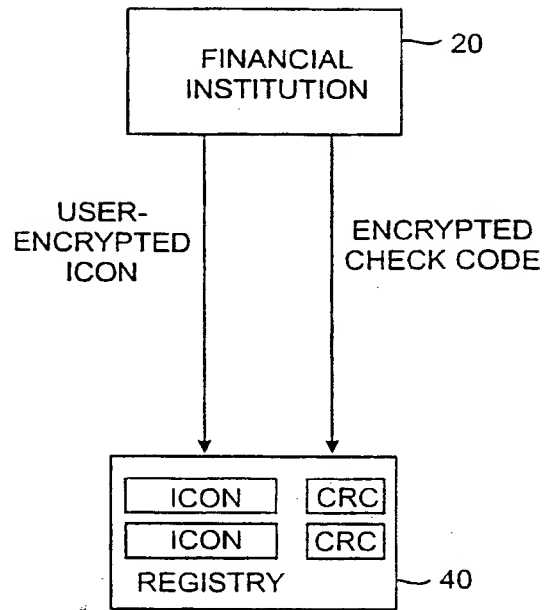 FINANCIAL
INSTITUTION
20
USER-
ENCRYPTED
ICON
ENCRYPTED
CHECK CODE
ICON CRC
ICON CRC
REGISTRY
40